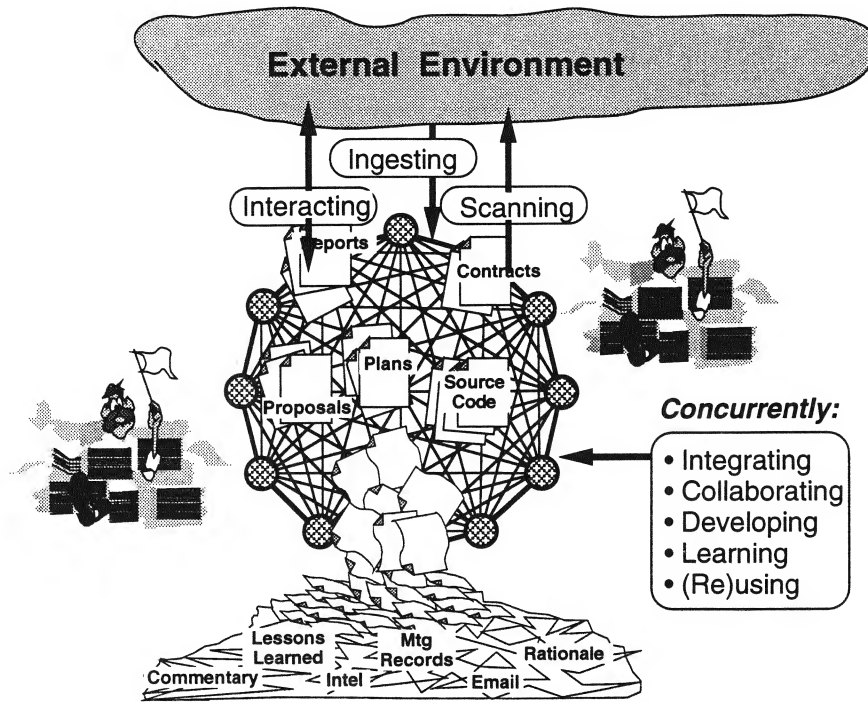 External Environment
Ingesting
Interacting
Scanning
eports
Contracts
Plans
Proposals
Source
Code
Concurrently:
• Integrating
• Collaborating
• Developing
• Learning
• (Re)using
Lessons
Learned
Mtg
Records
Rationale
Commentary
Intel
Email